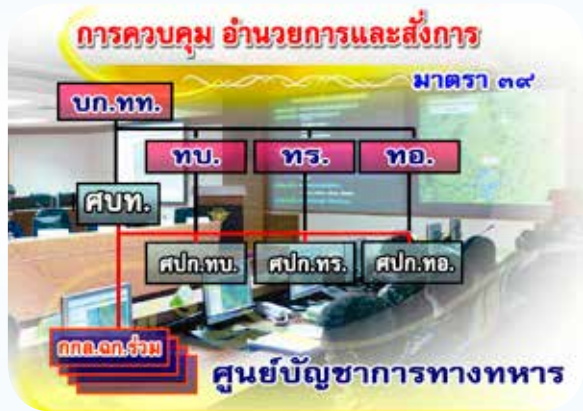 การควบคุม อำนวยการและสั่งการ
มาตรา ๓๙
บก.ทท.
ทบ. ทร. ทอ.
ศบท.
ศปก.ทบ. ศปก.ทร. ศปก.ทอ.
กกล.ฉก.ร่วม
ศูนย์บัญชาการทางทหาร